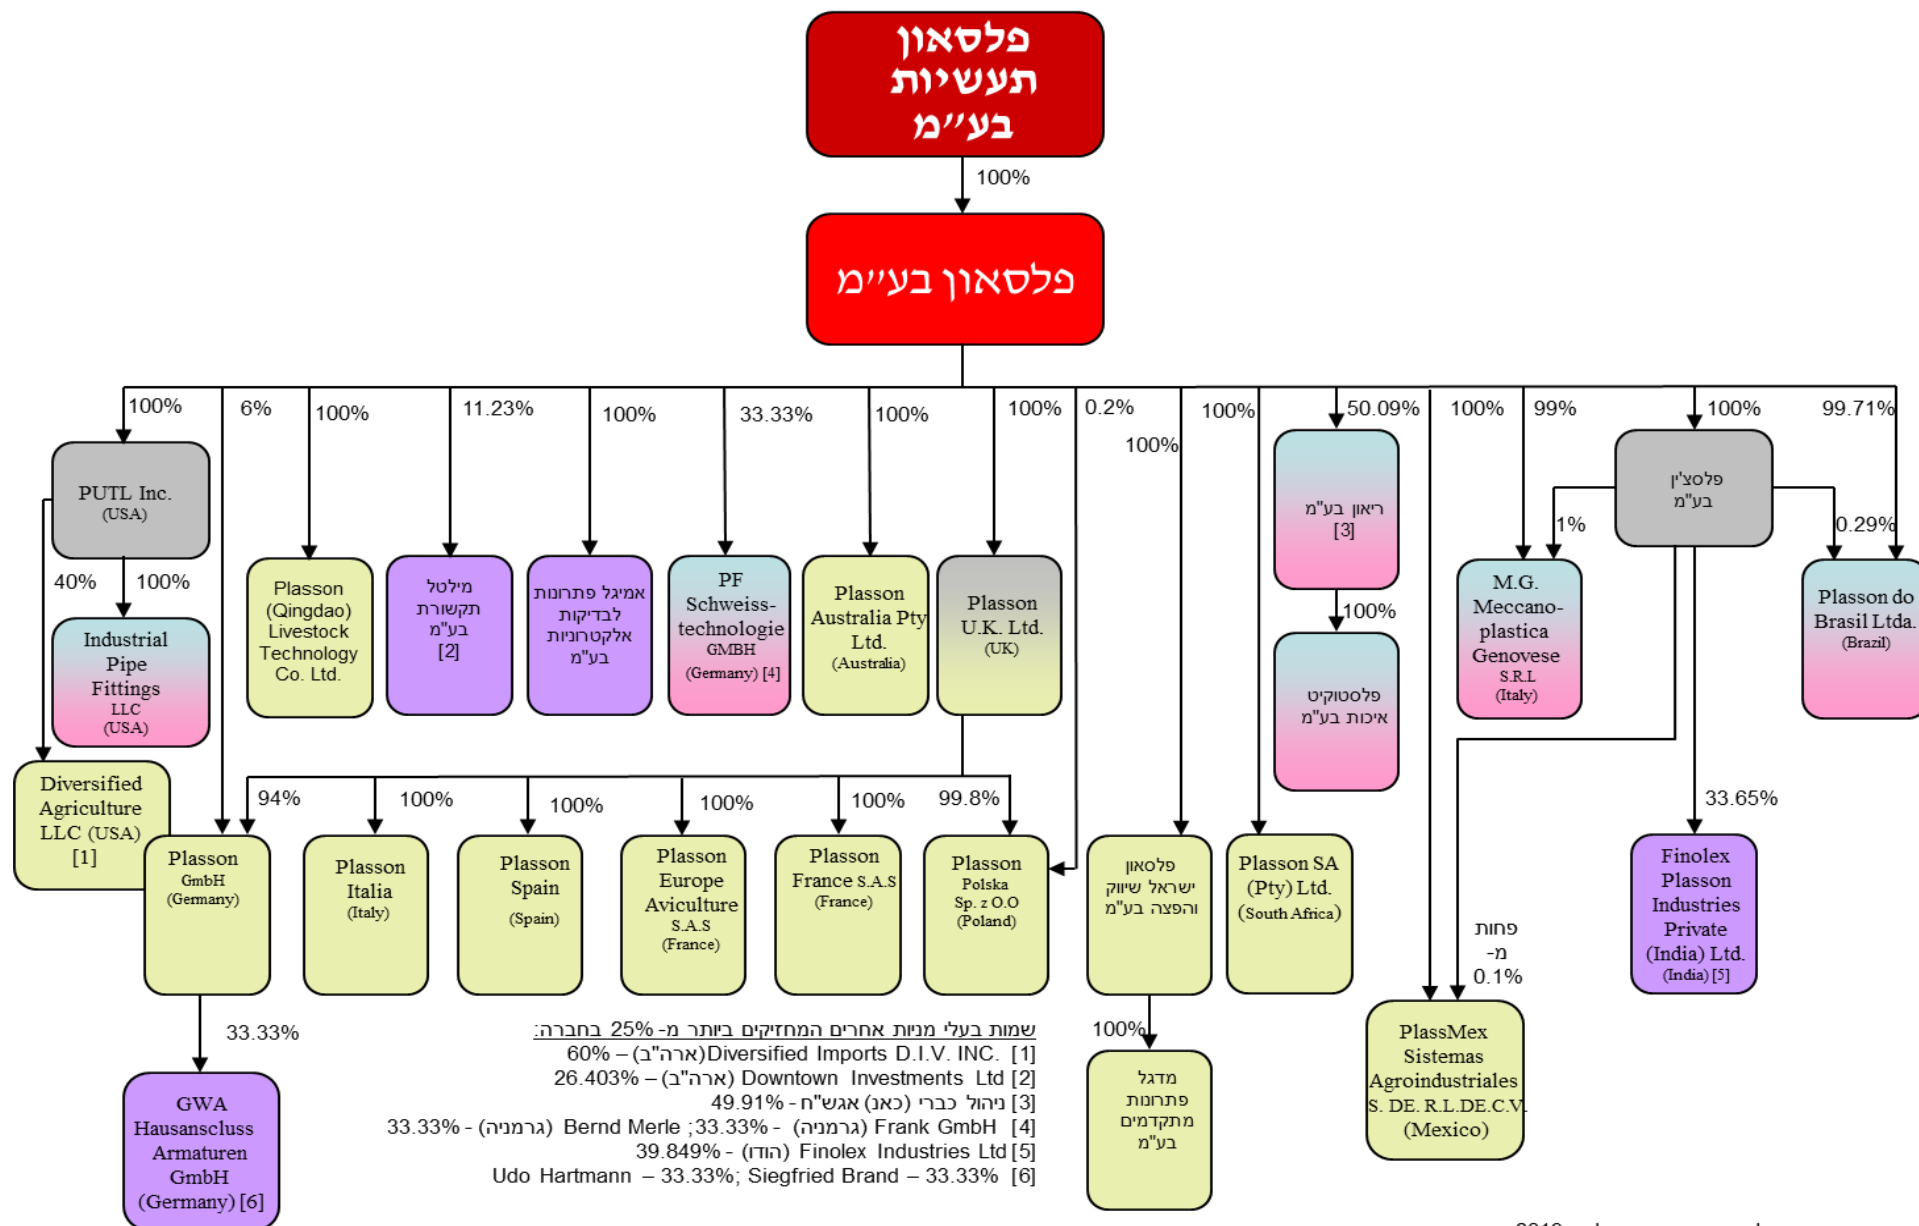 פלסאון
תעשיות
בע״מ
100%
פלסאון בע״מ
100%
6%
100%
11.23%
100%
33.33%
100%
100%
0.2%
100%
100%
50.09%
100%
99%
100%
99.71%
PUTL Inc.
(USA)
40%
100%
Industrial
Pipe
Fittings
LLC
(USA)
Diversified
Agriculture
LLC (USA)
[1]
Plasson
(Qingdao)
Livestock
Technology
Co. Ltd.
מילטל
תקשורת
בע"מ
[2]
אמיגל פתרונות
לבדיקות
אלקטרוניות
בע"מ
PF
Schweiss-
technologie
GMBH
(Germany) [4]
Plasson
Australia Pty
Ltd.
(Australia)
Plasson
U.K. Ltd.
(UK)
ריאון בע"מ
[3]
100%
פלסטוקיט
איכות בע"מ
פלסצ'ין
בע"מ
1%
0.29%
M.G.
Meccano-
plastica
Genovese
S.R.L
(Italy)
Plasson do
Brasil Ltda.
(Brazil)
94%
100%
100%
100%
100%
99.8%
33.65%
Plasson
GmbH
(Germany)
Plasson
Italia
(Italy)
Plasson
Spain
(Spain)
Plasson
Europe
Aviculture
S.A.S
(France)
Plasson
France S.A.S
(France)
Plasson
Polska
Sp. z O.O
(Poland)
פלסאון
ישראל שיווק
והפצה בע"מ
Plasson SA
(Pty) Ltd.
(South Africa)
פחות
מ-
0.1%
Finolex
Plasson
Industries
Private
(India) Ltd.
(India) [5]
33.33%
GWA
Hausanscluss
Armaturen
GmbH
(Germany) [6]
100%
מדגל
פתרונות
מתקדמים
בע"מ
PlassMex
Sistemas
Agroindustriales
S. DE. R.L.DE.C.V.
(Mexico)
שמות בעלי מניות אחרים המחזיקים ביותר מ- 25% בחברה:
[1] Diversified Imports D.I.V. INC.(ארה"ב) – 60%
[2] Downtown Investments Ltd (ארה"ב) – 26.403%
[3] ניהול כברי (כאן) אגש"ח - 49.91%
[4] Frank GmbH (גרמניה) - 33.33%; Bernd Merle (גרמניה) - 33.33%
[5] Finolex Industries Ltd (הודו) - 39.849%
[6] Udo Hartmann – 33.33%; Siegfried Brand – 33.33%